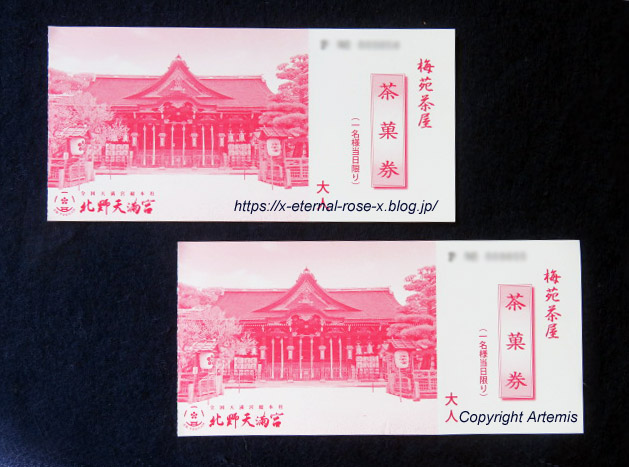 梅苑茶屋
茶菓券
(一名様当日限り)
大人
全国天満宮総本社
北野天満宮
https://x-eternal-rose-x.blog.jp/
梅苑茶屋
茶菓券
(一名様当日限り)
大人
全国天満宮総本社
北野天満宮
Copyright Artemis